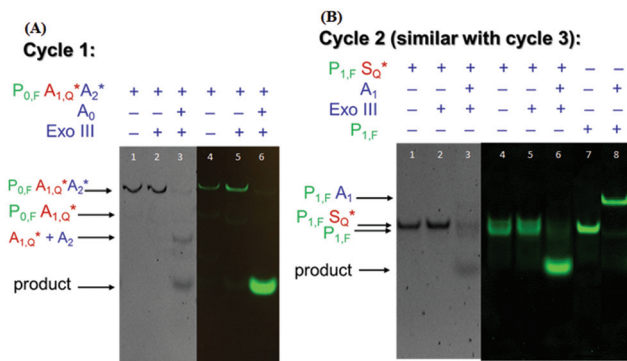 (A)
Cycle 1:
P0,F A1,Q*A2* + + + + + +
A0 − − + − − +
Exo III − + + − + +
1 2 3 4 5 6
P0,F A1,Q*A2*
P0,F A1,Q*
A1,Q* + A2
product
(B)
Cycle 2 (similar with cycle 3):
P1,F SQ* + + + + + + − −
A1 − − + − − + − +
Exo III − + + − + + − −
P1,F + +
1 2 3 4 5 6 7 8
P1,F A1
P1,F SQ*
P1,F
product